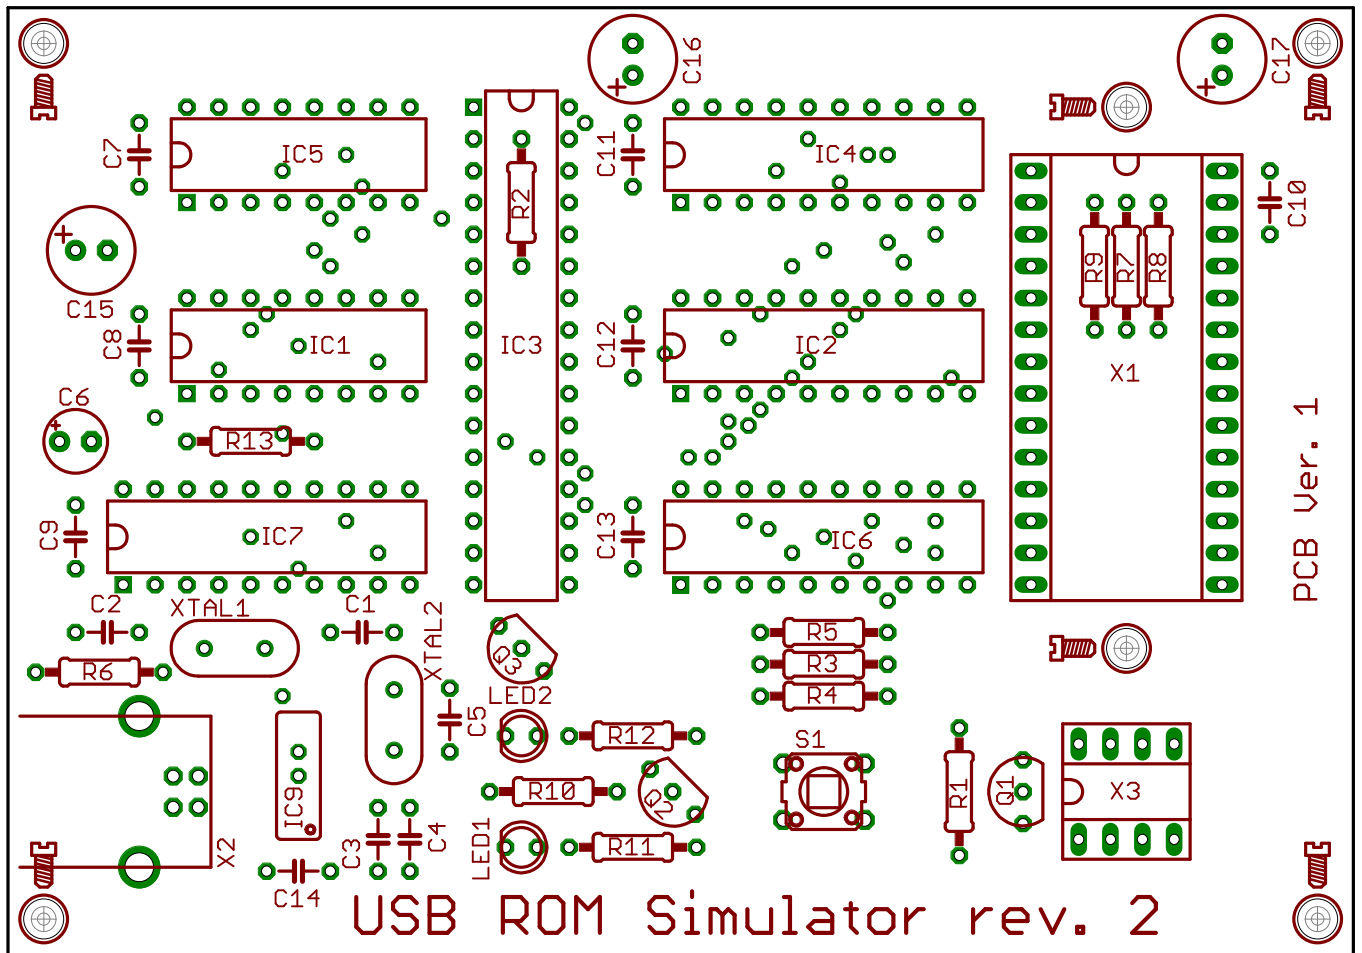 C16
C17
C7
IC5
C11
IC4
R2
C10
C15
R9
R7
R8
C8
IC1
IC3
C12
IC2
X1
C6
R13
PCB Ver. 1
C9
IC7
C13
IC6
C2
XTAL1
C1
XTAL2
R5
R6
Q3
R3
LED2
R4
C5
R12
S1
IC9
R10
Q2
R1
Q1
X3
X2
C3
C4
LED1
R11
C14
USB ROM Simulator rev. 2